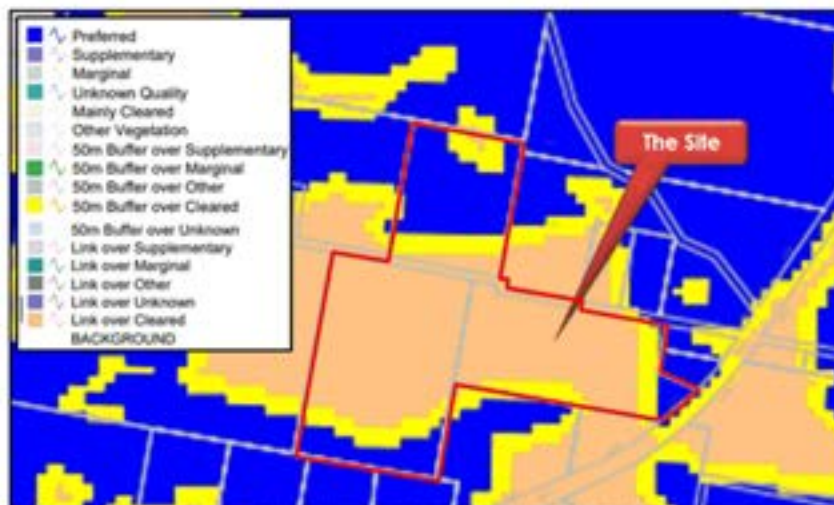 Preferred
Supplementary
Marginal
Unknown Quality
Mainly Cleared
Other Vegetation
50m Buffer over Supplementary
50m Buffer over Marginal
50m Buffer over Other
50m Buffer over Cleared
50m Buffer over Unknown
Link over Supplementary
Link over Marginal
Link over Other
Link over Unknown
Link over Cleared
BACKGROUND
The Site